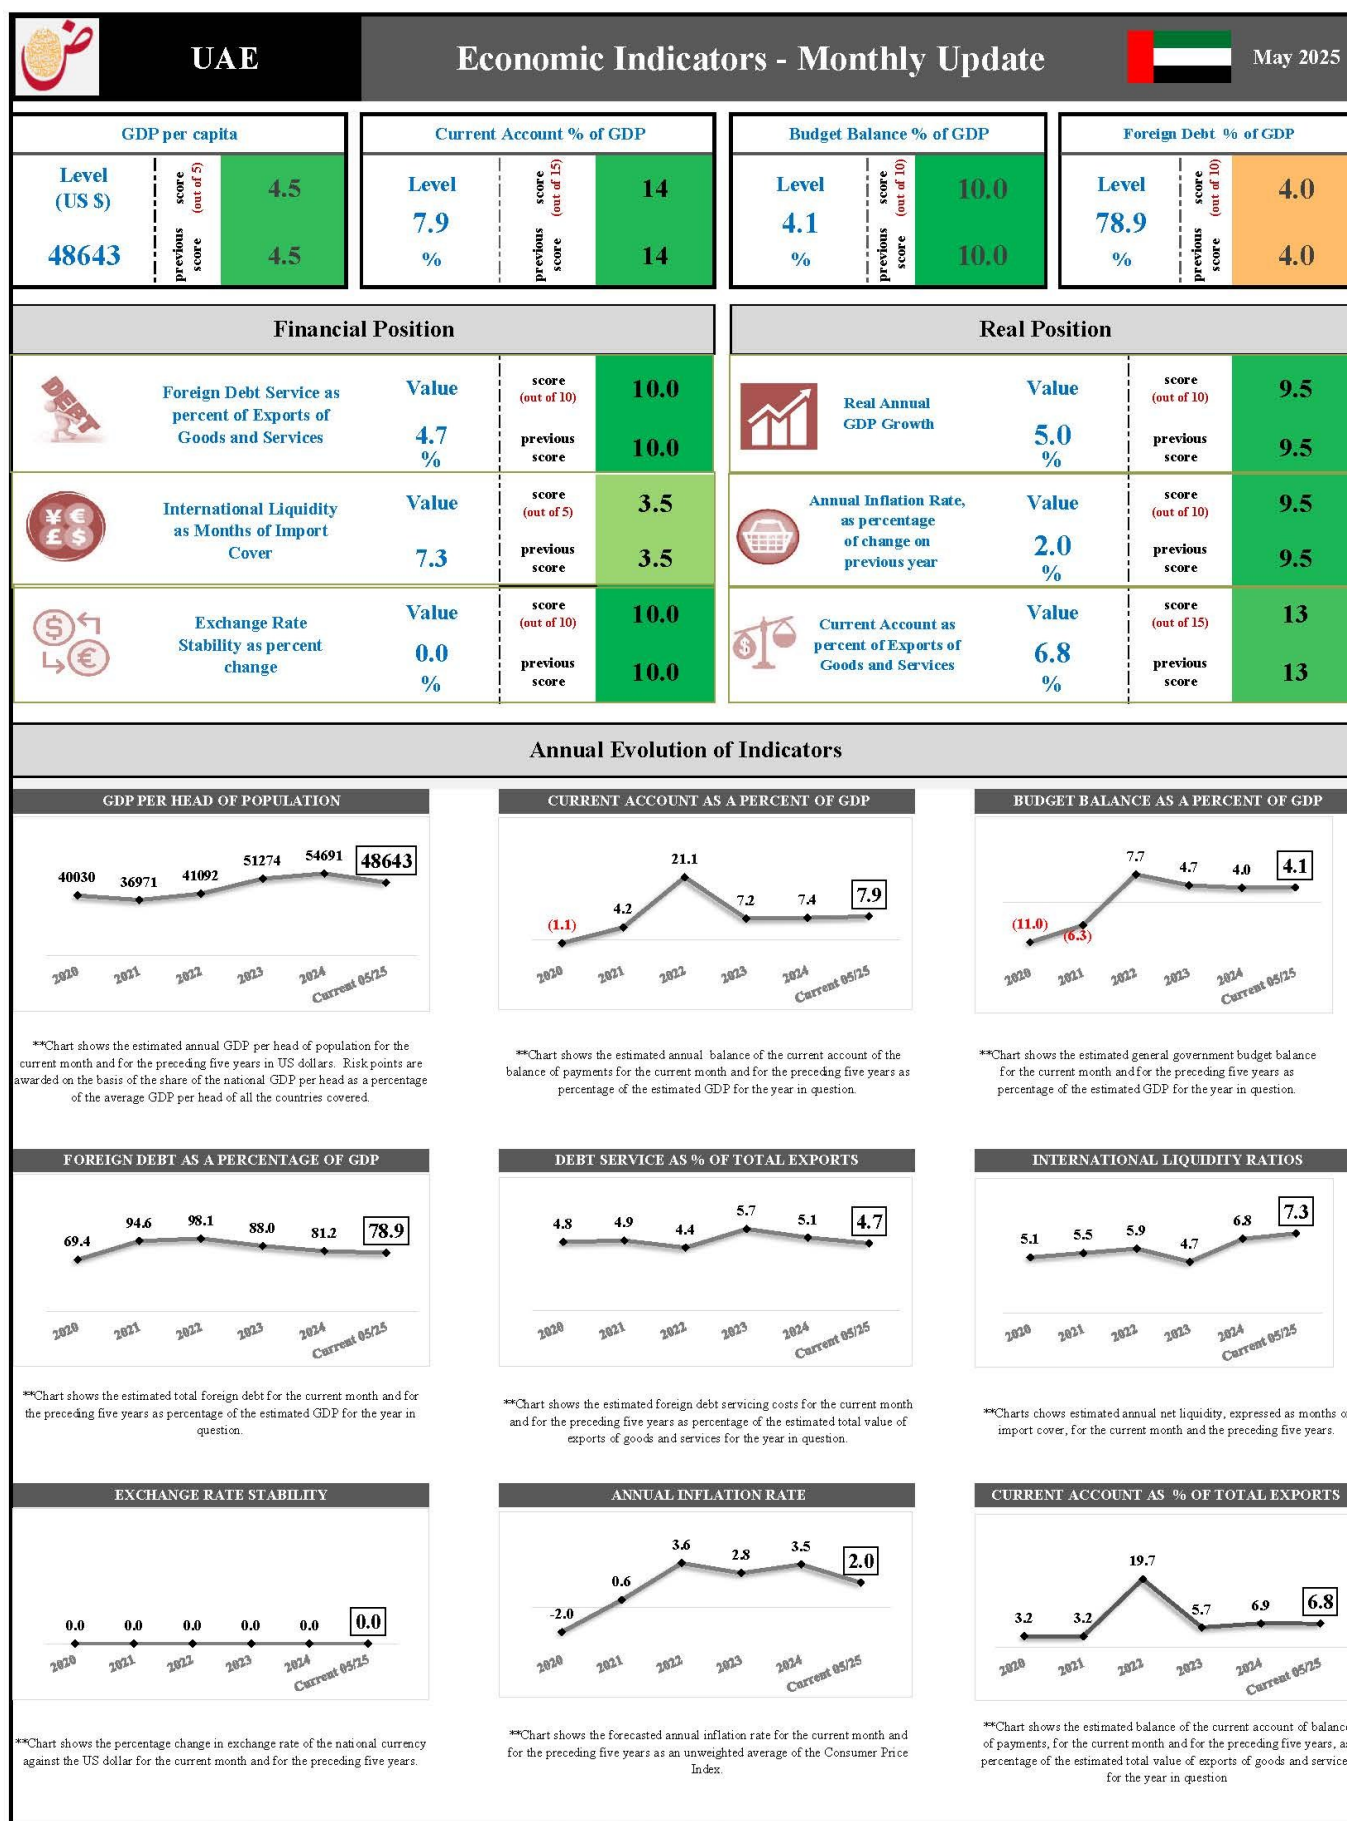 UAE
Economic Indicators - Monthly Update
May 2025
GDP per capita
Level
(US $)
48643
score
(out of 5)
4.5
previous
score
4.5
Current Account % of GDP
Level
7.9
%
score
(out of 15)
14
previous
score
14
Budget Balance % of GDP
Level
4.1
%
score
(out of 10)
10.0
previous
score
10.0
Foreign Debt % of GDP
Level
78.9
%
score
(out of 10)
4.0
previous
score
4.0
Financial Position
DEBT
Foreign Debt Service as
percent of Exports of
Goods and Services
Value
4.7
%
score
(out of 10)
10.0
previous
score
10.0
¥ €
£ $
International Liquidity
as Months of Import
Cover
Value
7.3
score
(out of 5)
3.5
previous
score
3.5
$
€
Exchange Rate
Stability as percent
change
Value
0.0
%
score
(out of 10)
10.0
previous
score
10.0
Real Position
Real Annual
GDP Growth
Value
5.0
%
score
(out of 10)
9.5
previous
score
9.5
Annual Inflation Rate,
as percentage
of change on
previous year
Value
2.0
%
score
(out of 10)
9.5
previous
score
9.5
$
Current Account as
percent of Exports of
Goods and Services
Value
6.8
%
score
(out of 15)
13
previous
score
13
Annual Evolution of Indicators
GDP PER HEAD OF POPULATION
40030 36971 41092 51274 54691 48643
2020 2021 2022 2023 2024 Current 05/25
**Chart shows the estimated annual GDP per head of population for the
current month and for the preceding five years in US dollars. Risk points are
awarded on the basis of the share of the national GDP per head as a percentage
of the average GDP per head of all the countries covered.
CURRENT ACCOUNT AS A PERCENT OF GDP
(1.1) 4.2 21.1 7.2 7.4 7.9
2020 2021 2022 2023 2024 Current 05/25
**Chart shows the estimated annual balance of the current account of the
balance of payments for the current month and for the preceding five years as
percentage of the estimated GDP for the year in question.
BUDGET BALANCE AS A PERCENT OF GDP
(11.0) (6.3) 7.7 4.7 4.0 4.1
2020 2021 2022 2023 2024 Current 05/25
**Chart shows the estimated general government budget balance
for the current month and for the preceding five years as
percentage of the estimated GDP for the year in question.
FOREIGN DEBT AS A PERCENTAGE OF GDP
69.4 94.6 98.1 88.0 81.2 78.9
2020 2021 2022 2023 2024 Current 05/25
**Chart shows the estimated total foreign debt for the current month and for
the preceding five years as percentage of the estimated GDP for the year in
question.
DEBT SERVICE AS % OF TOTAL EXPORTS
4.8 4.9 4.4 5.7 5.1 4.7
2020 2021 2022 2023 2024 Current 05/25
**Chart shows the estimated foreign debt servicing costs for the current month
and for the preceding five years as percentage of the estimated total value of
exports of goods and services for the year in question.
INTERNATIONAL LIQUIDITY RATIOS
5.1 5.5 5.9 4.7 6.8 7.3
2020 2021 2022 2023 2024 Current 05/25
**Charts chows estimated annual net liquidity, expressed as months o
import cover, for the current month and the preceding five years.
EXCHANGE RATE STABILITY
0.0 0.0 0.0 0.0 0.0 0.0
2020 2021 2022 2023 2024 Current 05/25
**Chart shows the percentage change in exchange rate of the national currency
against the US dollar for the current month and for the preceding five years.
ANNUAL INFLATION RATE
-2.0 0.6 3.6 2.8 3.5 2.0
2020 2021 2022 2023 2024 Current 05/25
**Chart shows the forecasted annual inflation rate for the current month and
for the preceding five years as an unweighted average of the Consumer Price
Index.
CURRENT ACCOUNT AS % OF TOTAL EXPORTS
3.2 3.2 19.7 5.7 6.9 6.8
2020 2021 2022 2023 2024 Current 05/25
**Chart shows the estimated balance of the current account of balance
of payments, for the current month and for the preceding five years, as
percentage of the estimated total value of exports of goods and service
for the year in question